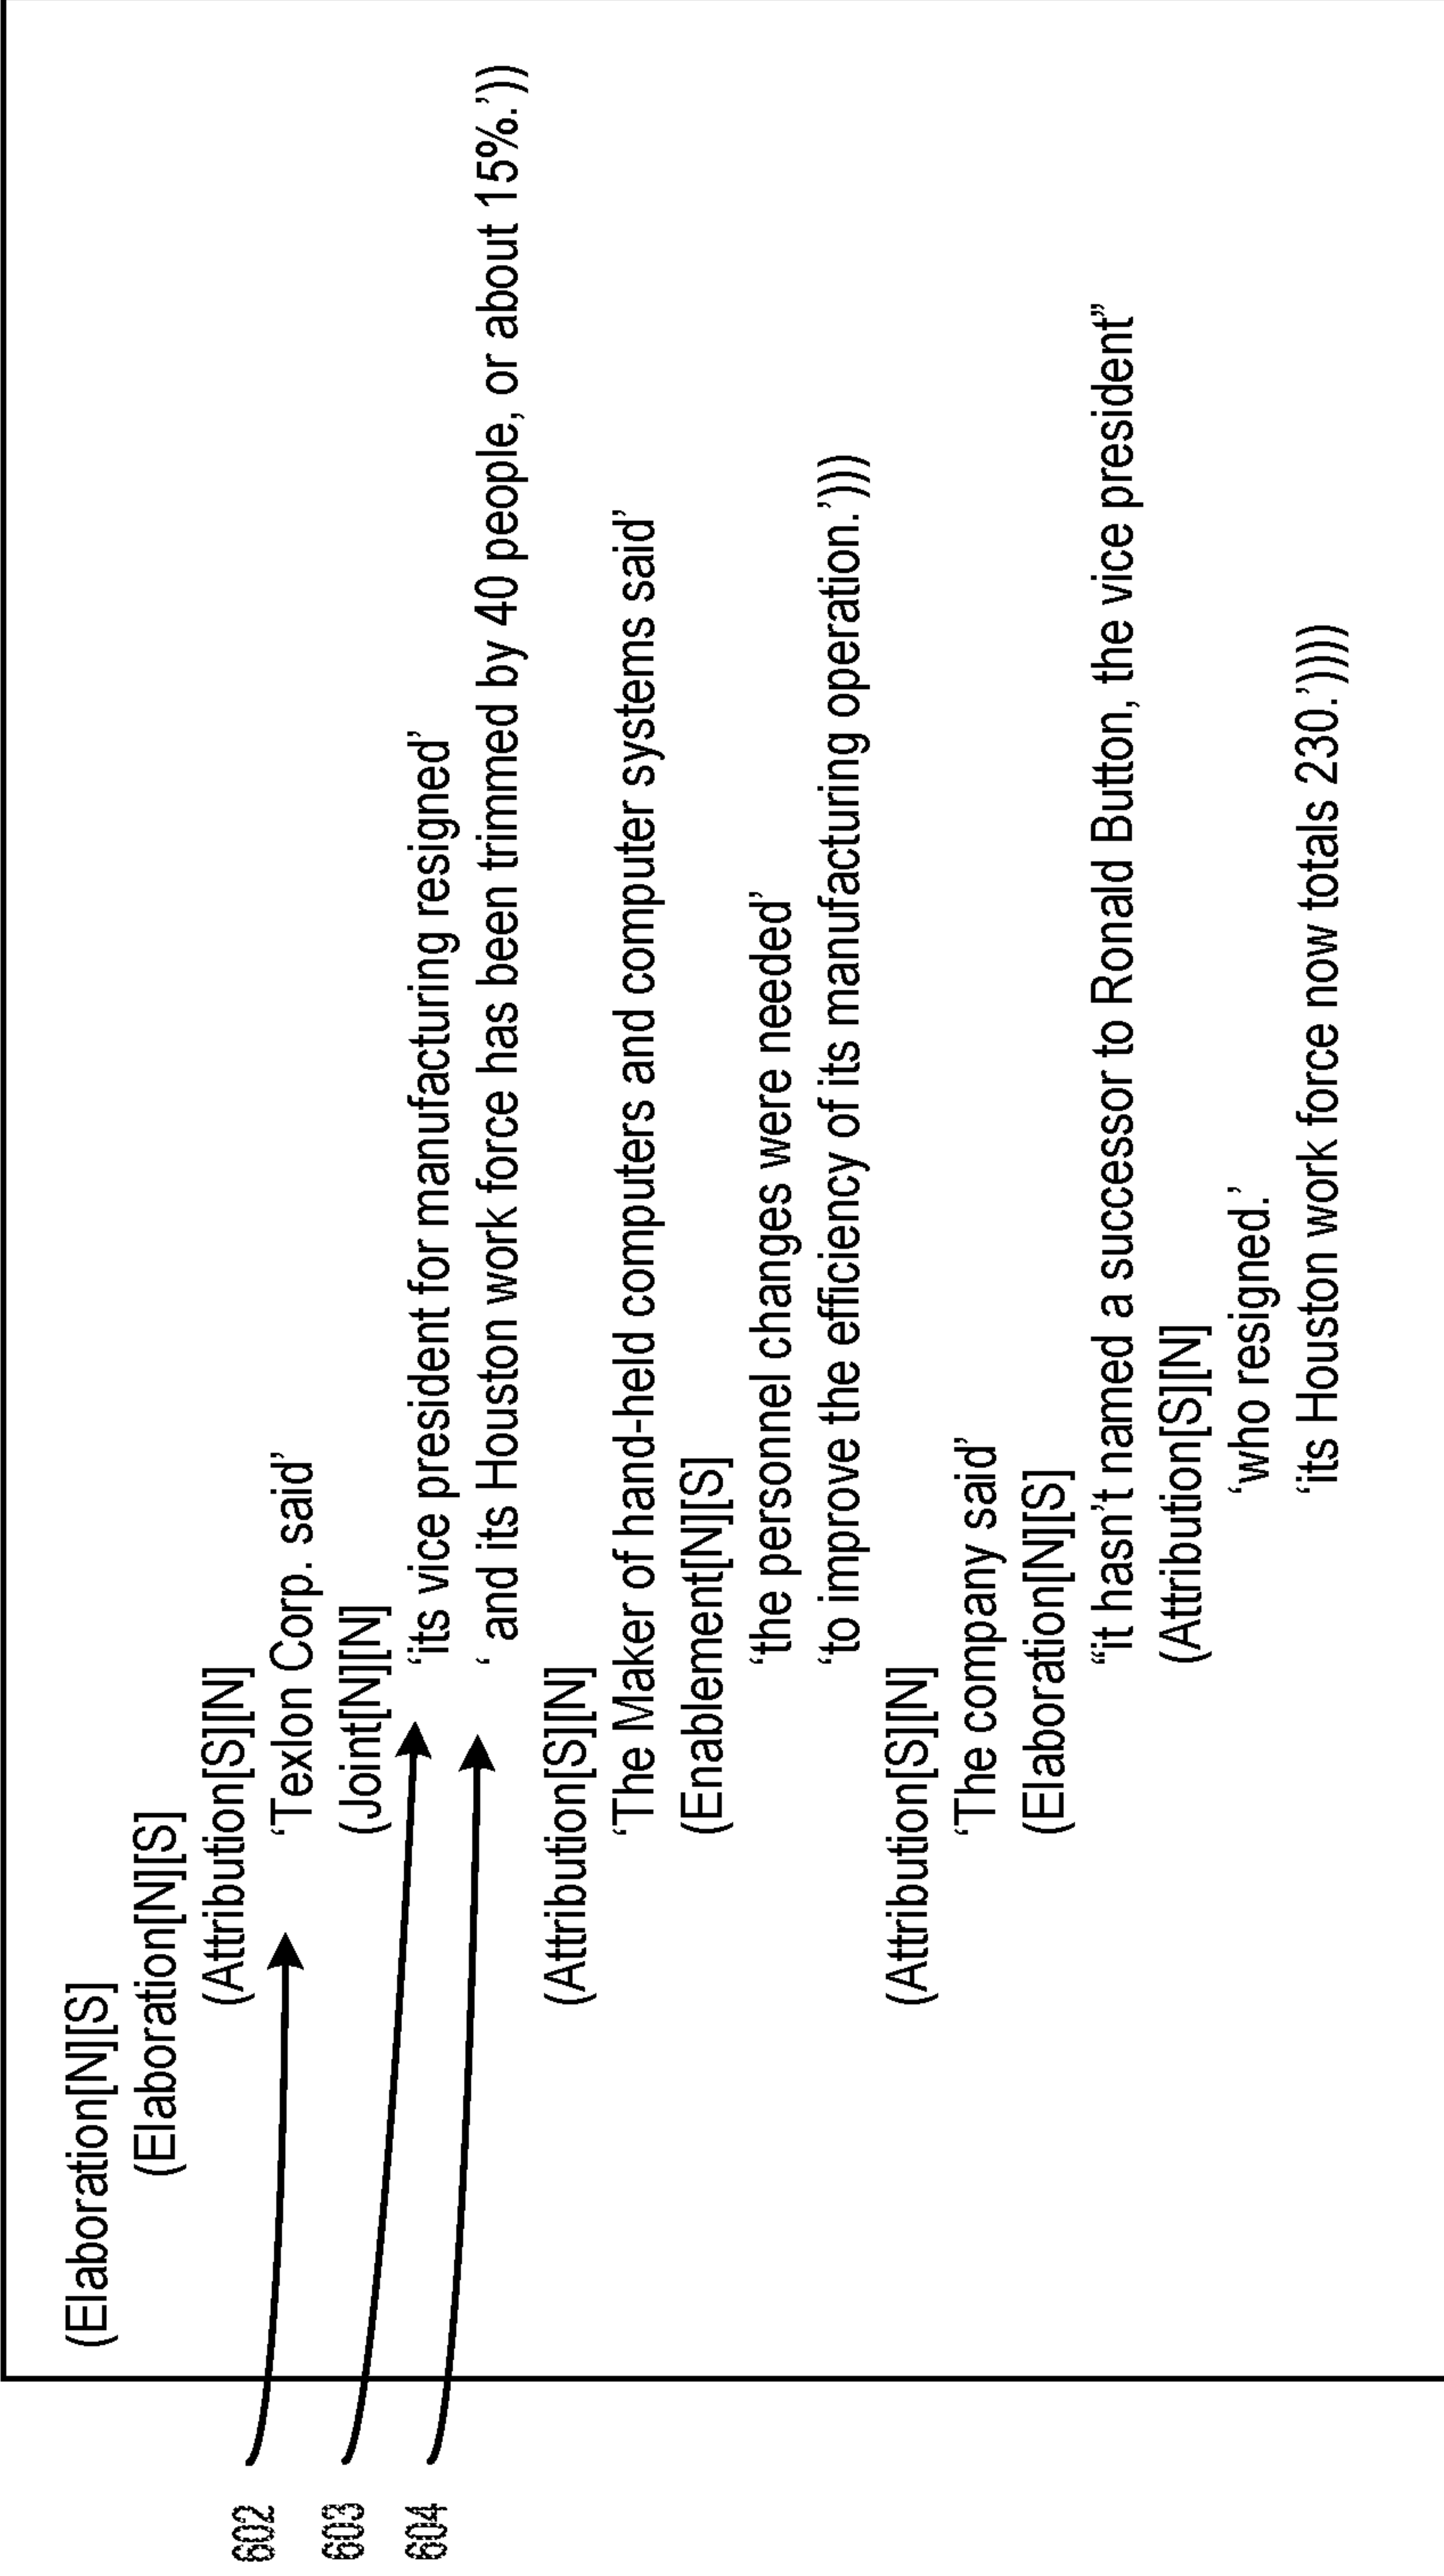 (Elaboration[N][S]
(Elaboration[N][S]
(Attribution[S][N]
602
‘Texlon Corp. said’
(Joint[N][N]
603
‘its vice president for manufacturing resigned’
604
‘ and its Houston work force has been trimmed by 40 people, or about 15%.’))
(Attribution[S][N]
‘The Maker of hand-held computers and computer systems said’
(Enablement[N][S]
‘the personnel changes were needed’
‘to improve the efficiency of its manufacturing operation.’))))
(Attribution[S][N]
‘The company said’
(Elaboration[N][S]
“it hasn’t named a successor to Ronald Button, the vice president”
(Attribution[S][N]
‘who resigned.’
‘its Houston work force now totals 230.’)))))